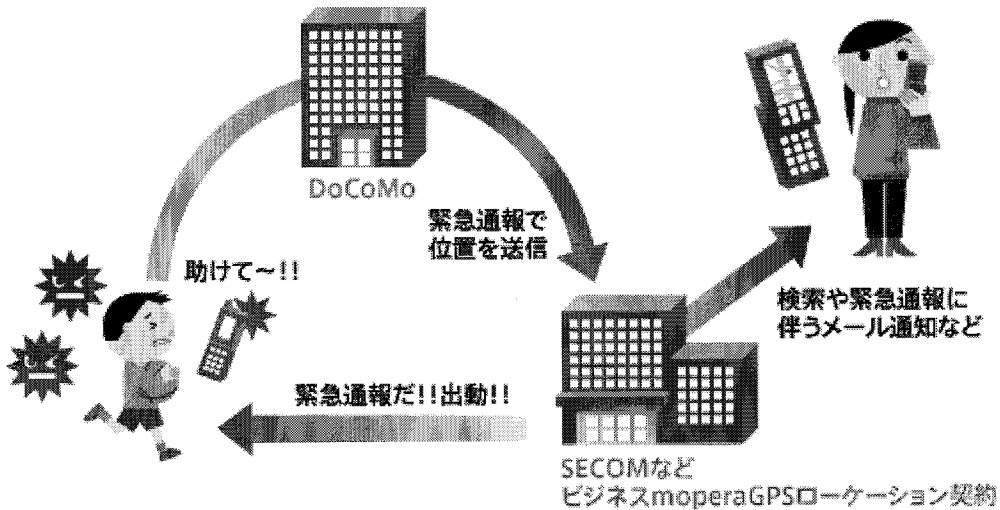 DoCoMo
緊急通報で
位置を送信
助けて～!!
検索や緊急通報に
伴うメール通知など
緊急通報だ!!出動!!
SECOMなど
ビジネスmoperaGPSローケーション契約